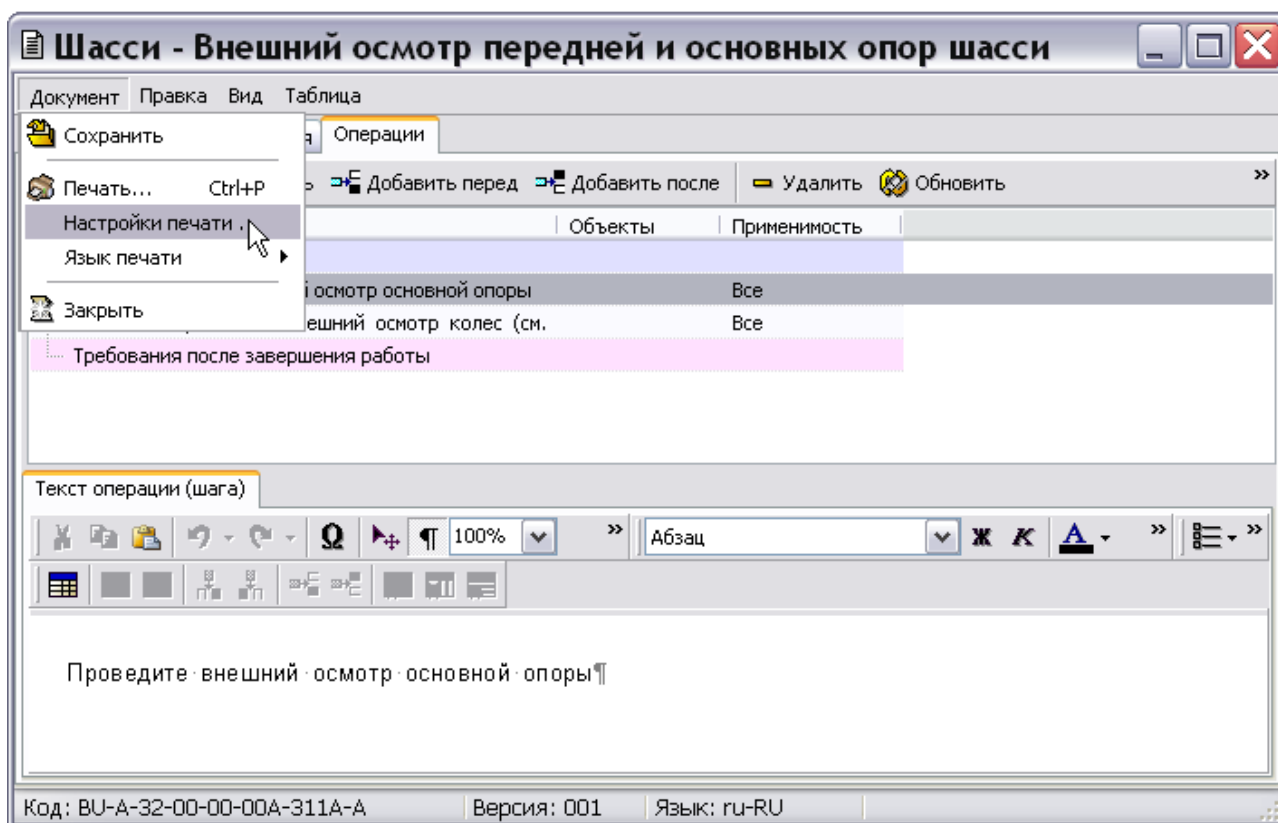 Шасси - Внешний осмотр передней и основных опор шасси
Документ Правка Вид Таблица
Сохранить
Операции
Печать... Ctrl+P
Добавить перед Добавить после Удалить Обновить »
Настройки печати .
Объекты Применимость
Язык печати
осмотр основной опоры Все
Закрыть
ешний осмотр колес (см. Все
Требования после завершения работы
Текст операции (шага)
Ω ¶ 100% » Абзац Ж К А » »
Проведите·внешний·осмотр·основной·опоры¶
Код: BU-A-32-00-00-00A-311A-A Версия: 001 Язык: ru-RU